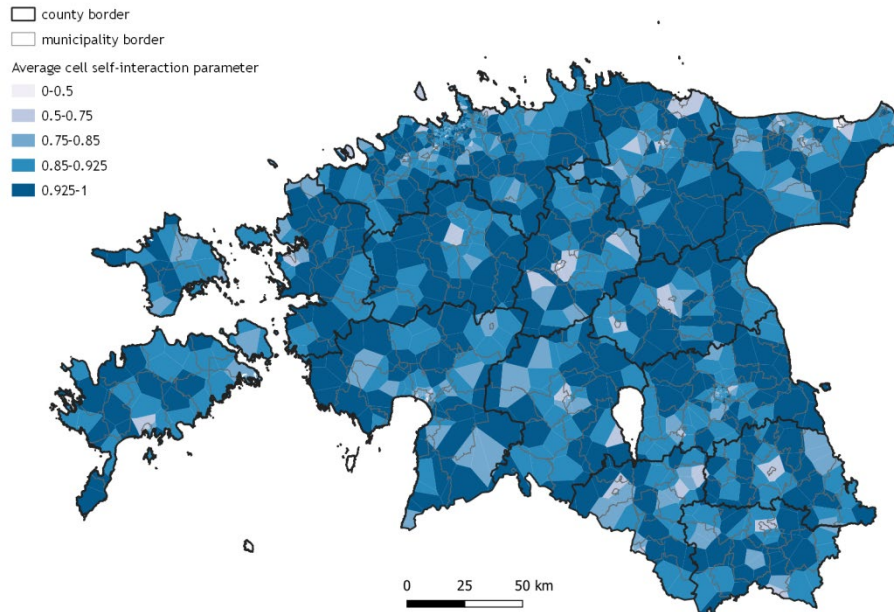 county border
municipality border
Average cell self-interaction parameter
0-0.5
0.5-0.75
0.75-0.85
0.85-0.925
0.925-1
0 25 50 km